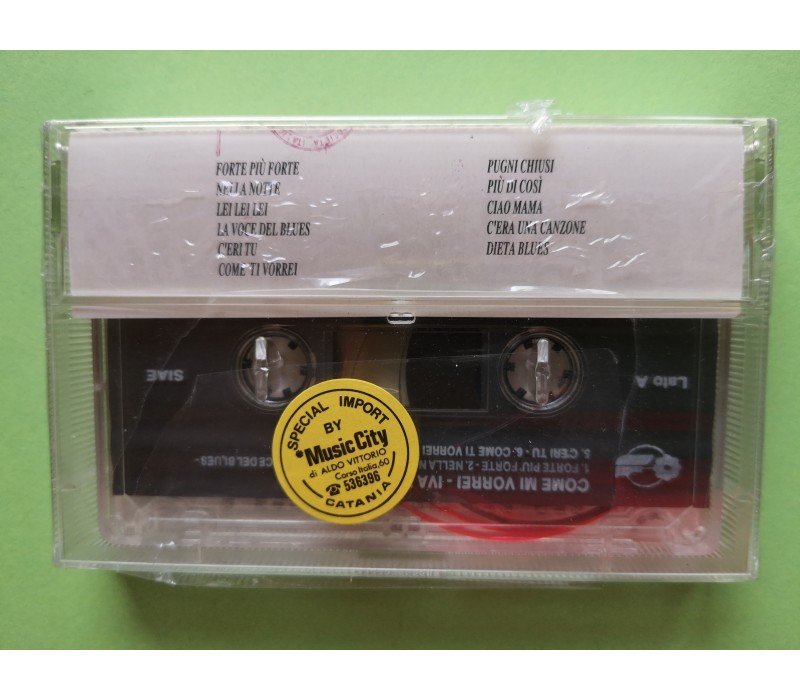 FORTE PIÙ FORTE
NELLA NOTTE
LEI LEI LEI
LA VOCE DEL BLUES
C'ERI TU
COME TI VORREI
PUGNI CHIUSI
PIÙ DI COSÌ
CIAO MAMA
C'ERA UNA CANZONE
DIETA BLUES
SIAE
Lato A
SPECIAL IMPORT
BY
Music City
di ALDO VITTORIO
Corso Italia, 60
☎ 536396
CATANIA
COME MI VORREI - IVA
1. FORTE PIU' FORTE - 2. NELLA N
CE DEL BLUES -
5. C'ERI TU - 6. COME TI VORREI